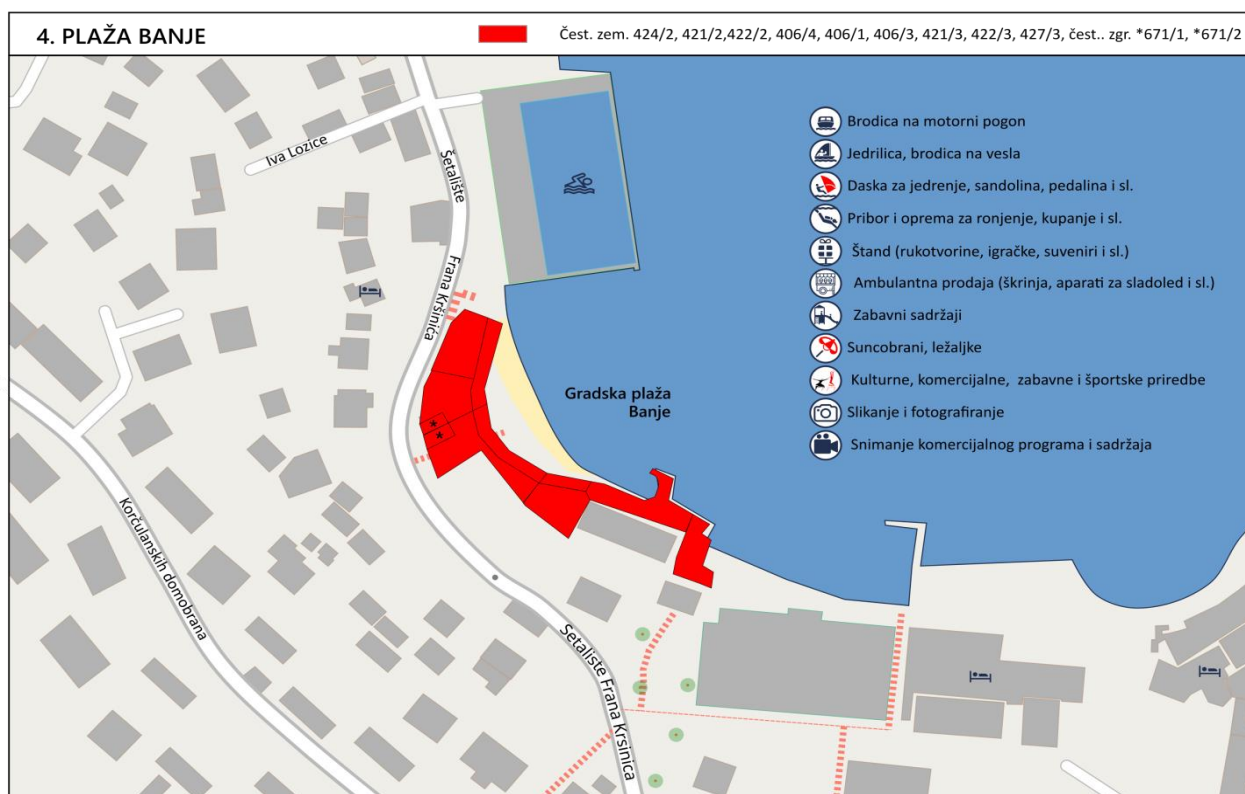 4. PLAŽA BANJE
Čest. zem. 424/2, 421/2,422/2, 406/4, 406/1, 406/3, 421/3, 422/3, 427/3, čest.. zgr. *671/1, *671/2
Brodica na motorni pogon
Jedrilica, brodica na vesla
Daska za jedrenje, sandolina, pedalina i sl.
Pribor i oprema za ronjenje, kupanje i sl.
Štand (rukotvorine, igračke, suveniri i sl.)
Ambulantna prodaja (škrinja, aparati za sladoled i sl.)
Zabavni sadržaji
Suncobrani, ležaljke
Kulturne, komercijalne, zabavne i športske priredbe
Slikanje i fotografiranje
Snimanje komercijalnog programa i sadržaja
Iva Lozice
Šetalište
Frana Kršinića
Gradska plaža
Banje
*
*
Korčulanskih domobrana
Setaliste Frana Krsinica